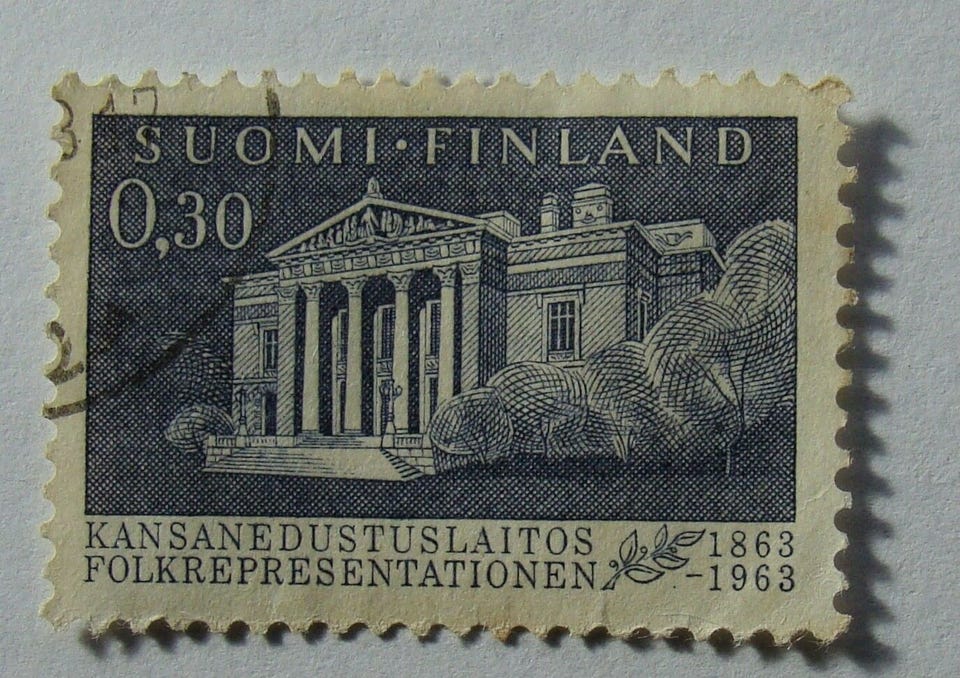 SUOMI·FINLAND
0,30
KANSANEDUSTUSLAITOS 1863
FOLKREPRESENTATIONEN -1963